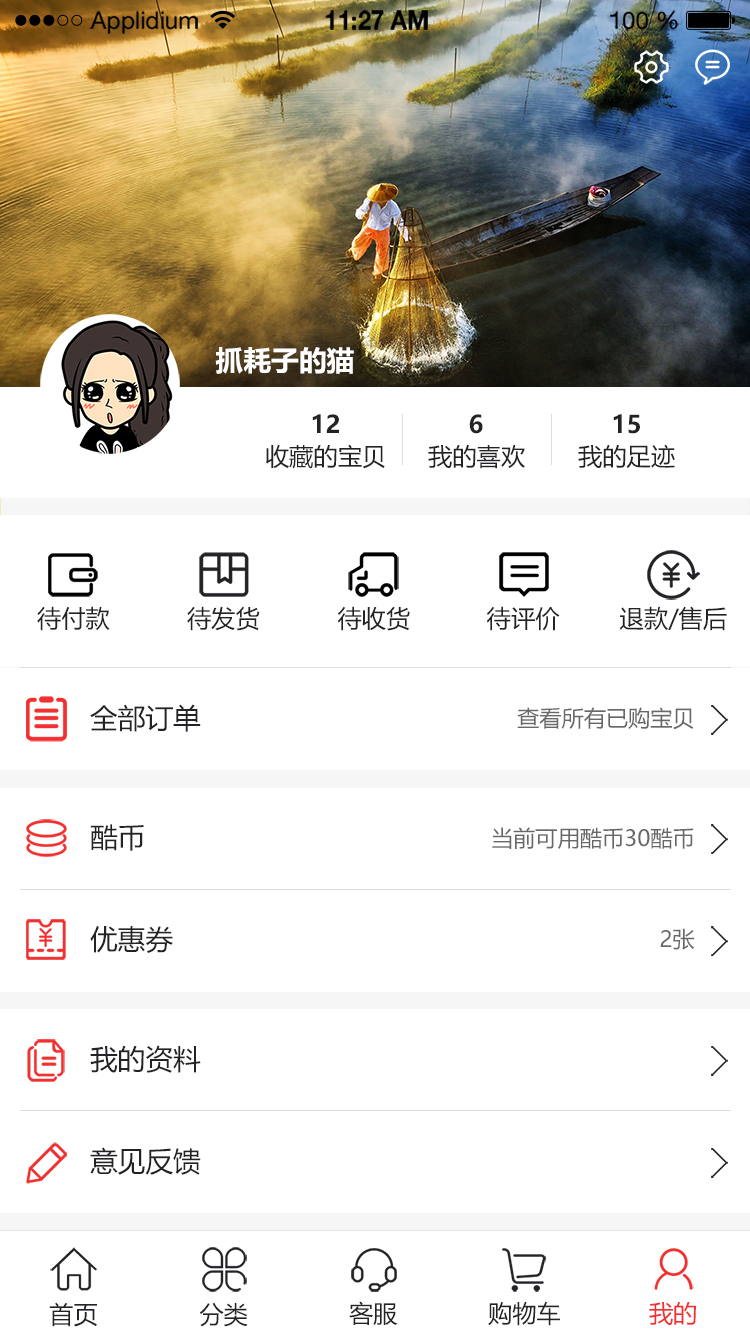 Applidium 11:27 AM 100 %
抓耗子的猫
12 6 15
收藏的宝贝 我的喜欢 我的足迹
待付款 待发货 待收货 待评价 退款/售后
全部订单 查看所有已购宝贝
酷币 当前可用酷币30酷币
优惠券 2张
我的资料
意见反馈
首页 分类 客服 购物车 我的